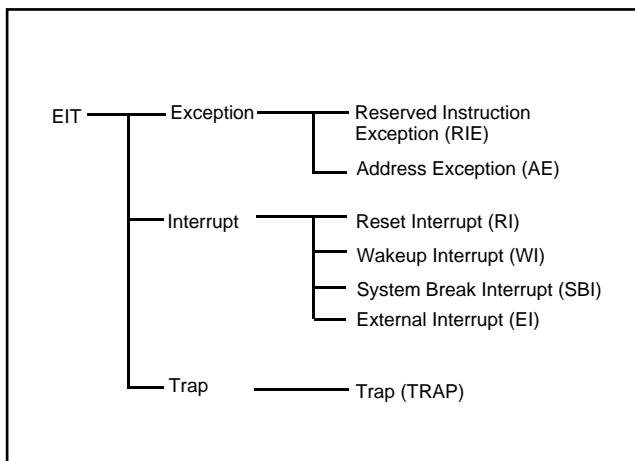 EIT
Exception
Reserved Instruction
Exception (RIE)
Address Exception (AE)
Interrupt
Reset Interrupt (RI)
Wakeup Interrupt (WI)
System Break Interrupt (SBI)
External Interrupt (EI)
Trap
Trap (TRAP)